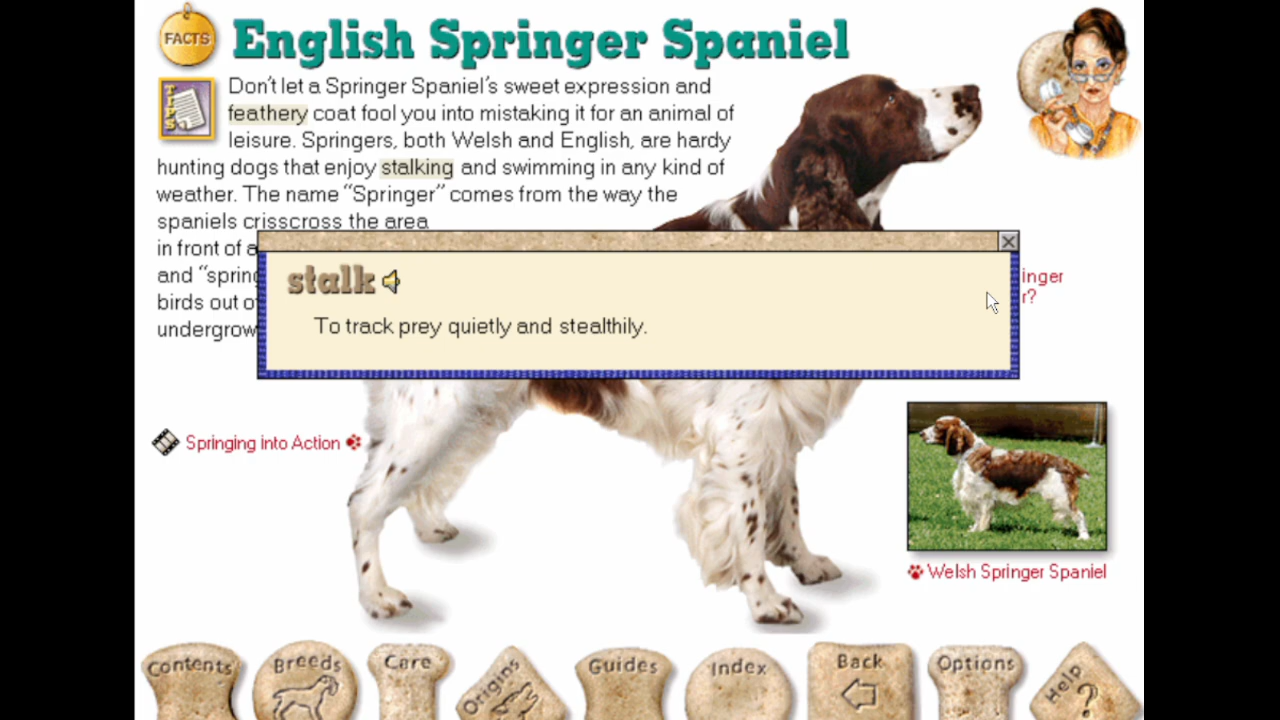 FACTS
English Springer Spaniel
TIPS
Don't let a Springer Spaniel's sweet expression and
feathery coat fool you into mistaking it for an animal of
leisure. Springers, both Welsh and English, are hardy
hunting dogs that enjoy stalking and swimming in any kind of
weather. The name "Springer" comes from the way the
spaniels crisscross the area
in front of
and "spring
birds out
undergrow
stalk
To track prey quietly and stealthily.
inger
r?
Springing into Action
Welsh Springer Spaniel
Contents
Breeds
Care
Origins
Guides
Index
Back
Options
Help
?